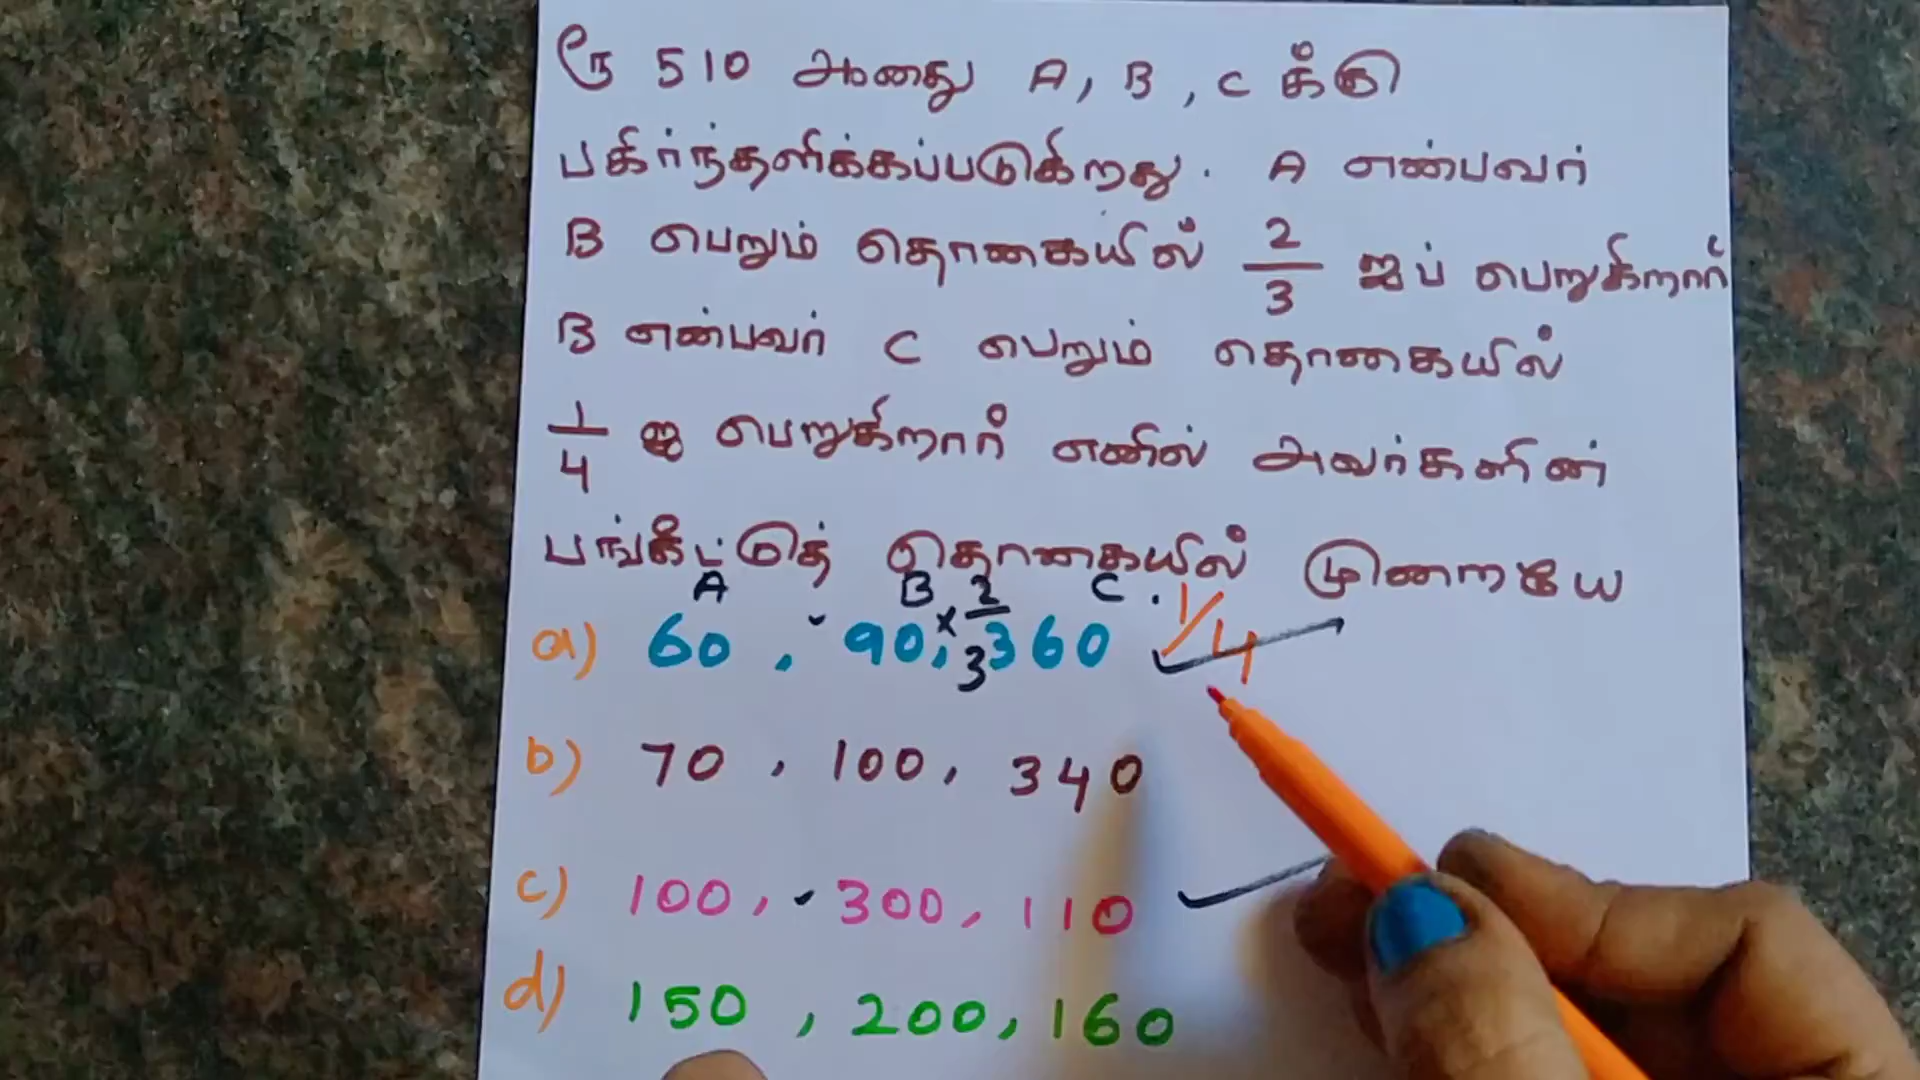 ரூ 510 ஆனது A, B, C க்கு
பகிர்ந்தளிக்கப்படுகிறது. A என்பவர்
B பெறும் தொகையில் 2/3 ஐப் பெறுகிறார்
B என்பவர் C பெறும் தொகையில்
1/4 ஐ பெறுகிறார் எனில் அவர்களின்
பங்கீட்டுத் தொகையில் முறையே
A B C
a) 60, 90, 360
× 2/3
1/4
b) 70, 100, 340
c) 100, 300, 110
d) 150, 200, 160